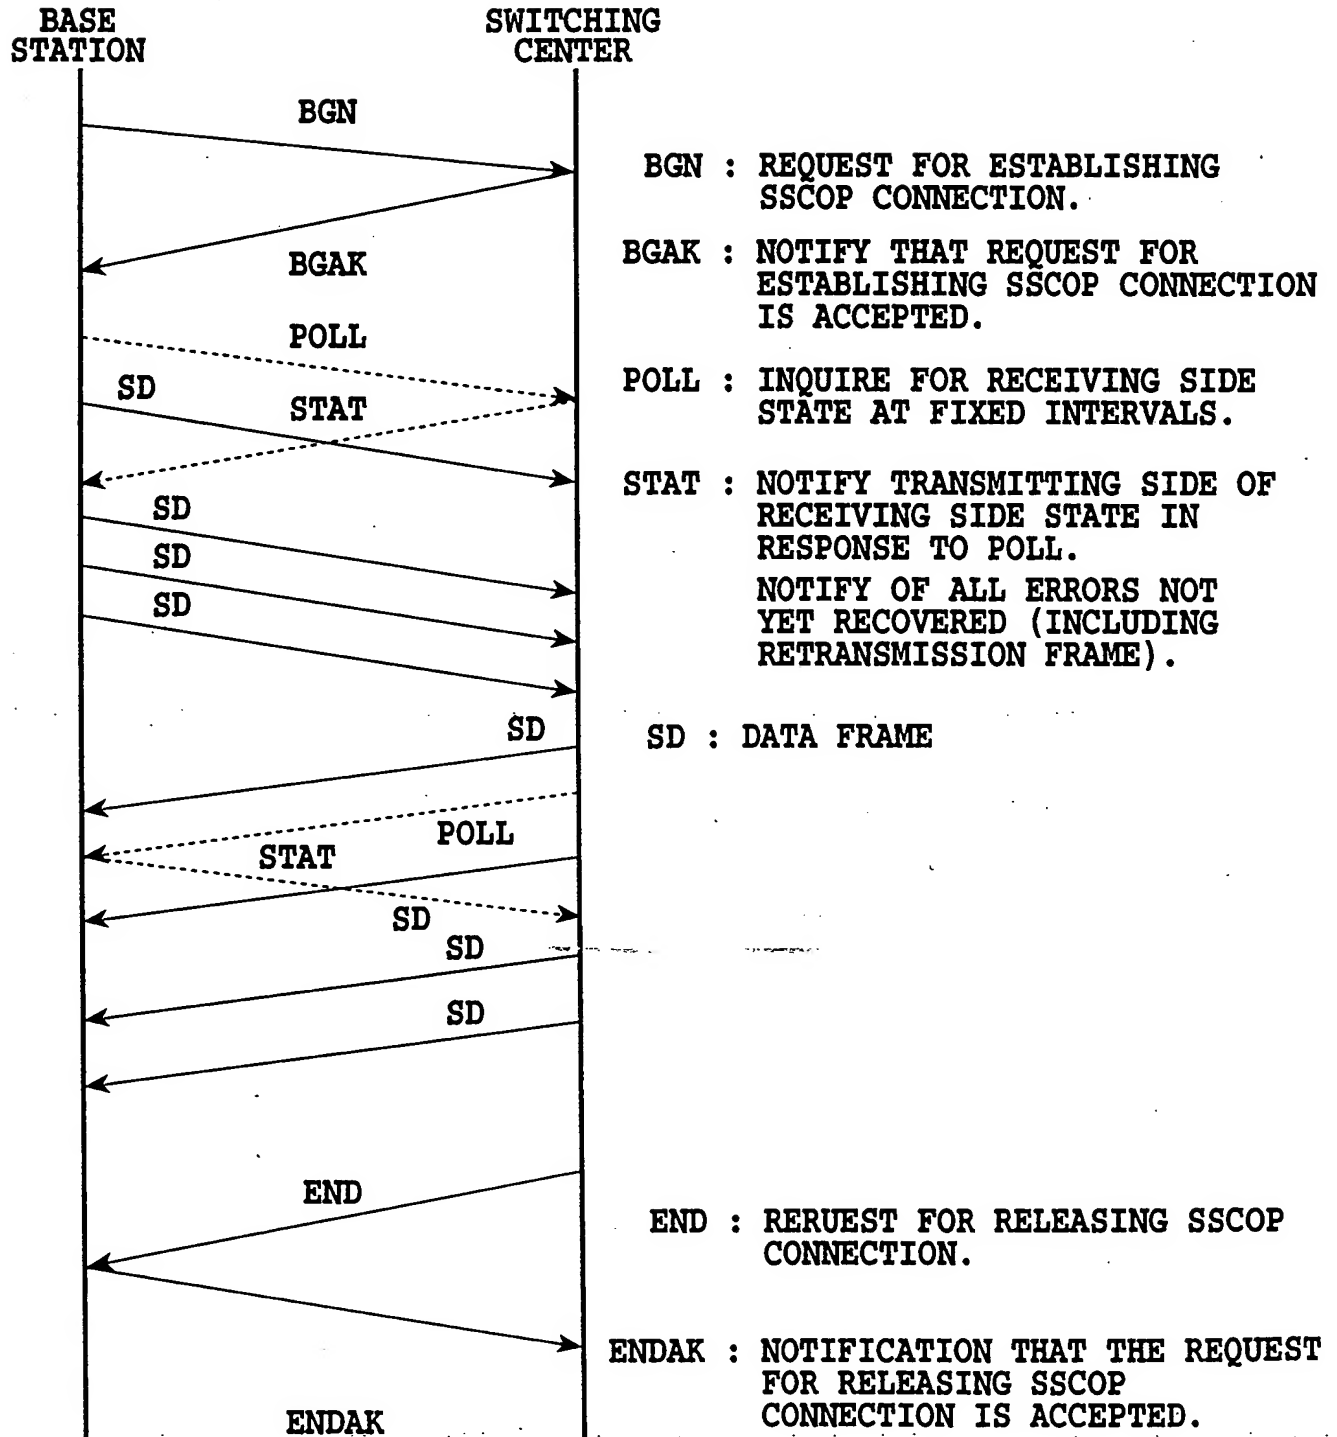 BASE
STATION
SWITCHING
CENTER
BGN
BGN : REQUEST FOR ESTABLISHING
SSCOP CONNECTION.
BGAK
BGAK : NOTIFY THAT REQUEST FOR
ESTABLISHING SSCOP CONNECTION
IS ACCEPTED.
POLL
POLL : INQUIRE FOR RECEIVING SIDE
STATE AT FIXED INTERVALS.
SD
STAT
STAT : NOTIFY TRANSMITTING SIDE OF
RECEIVING SIDE STATE IN
RESPONSE TO POLL.
NOTIFY OF ALL ERRORS NOT
YET RECOVERED (INCLUDING
RETRANSMISSION FRAME).
SD
SD
SD
SD
SD : DATA FRAME
POLL
STAT
SD
SD
SD
END
END : RERUEST FOR RELEASING SSCOP
CONNECTION.
ENDAK : NOTIFICATION THAT THE REQUEST
FOR RELEASING SSCOP
CONNECTION IS ACCEPTED.
ENDAK